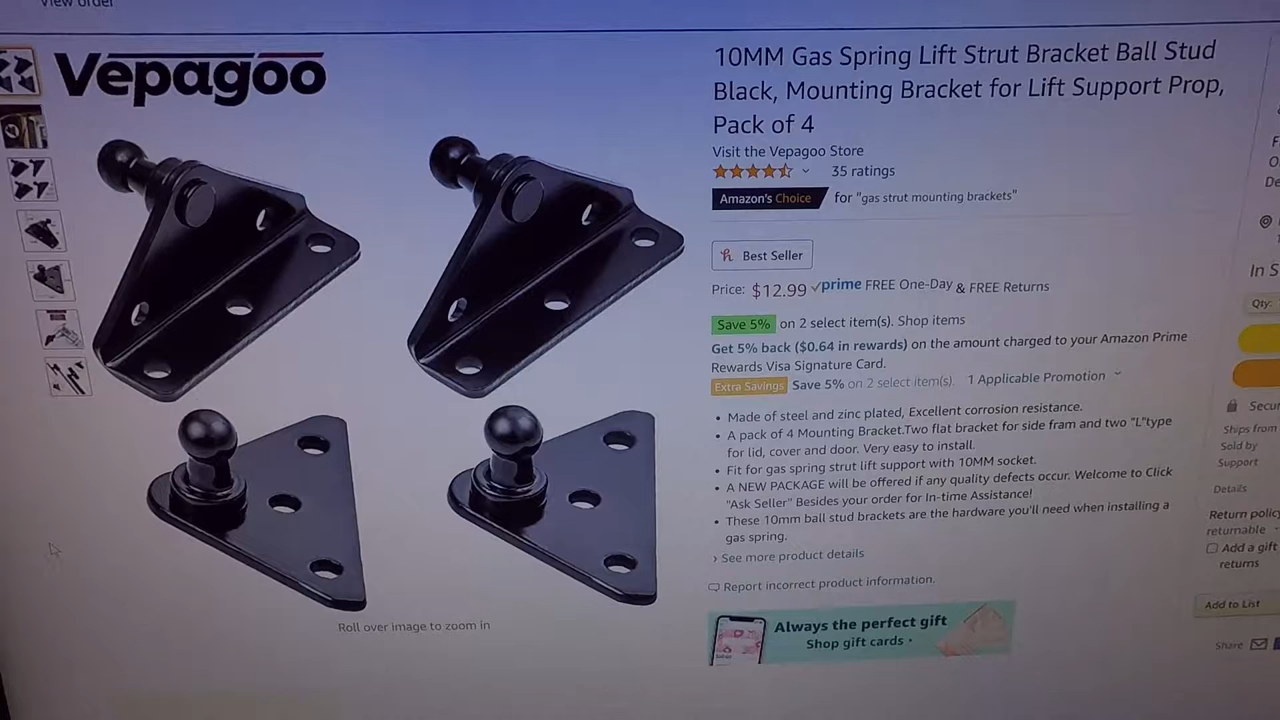 View order
Vepagoo
10MM Gas Spring Lift Strut Bracket Ball Stud
Black, Mounting Bracket for Lift Support Prop,
Pack of 4
Visit the Vepagoo Store
35 ratings
Amazon's Choice for "gas strut mounting brackets"
h Best Seller
Price: $12.99 prime FREE One-Day & FREE Returns
Save 5% on 2 select item(s). Shop items
Get 5% back ($0.64 in rewards) on the amount charged to your Amazon Prime
Rewards Visa Signature Card.
Extra Savings Save 5% on 2 select item(s). 1 Applicable Promotion
• Made of steel and zinc plated, Excellent corrosion resistance.
• A pack of 4 Mounting Bracket.Two flat bracket for side fram and two "L"type
for lid, cover and door. Very easy to install.
• Fit for gas spring strut lift support with 10MM socket.
• A NEW PACKAGE will be offered if any quality defects occur. Welcome to Click
"Ask Seller" Besides your order for In-time Assistance!
• These 10mm ball stud brackets are the hardware you'll need when installing a
gas spring.
› See more product details
Report incorrect product information.
Always the perfect gift
Shop gift cards ›
Roll over image to zoom in
In S
Qty:
Secur
Ships from
Sold by
Support
Details
Return policy
returnable
Add a gift
returns
Add to List
Share